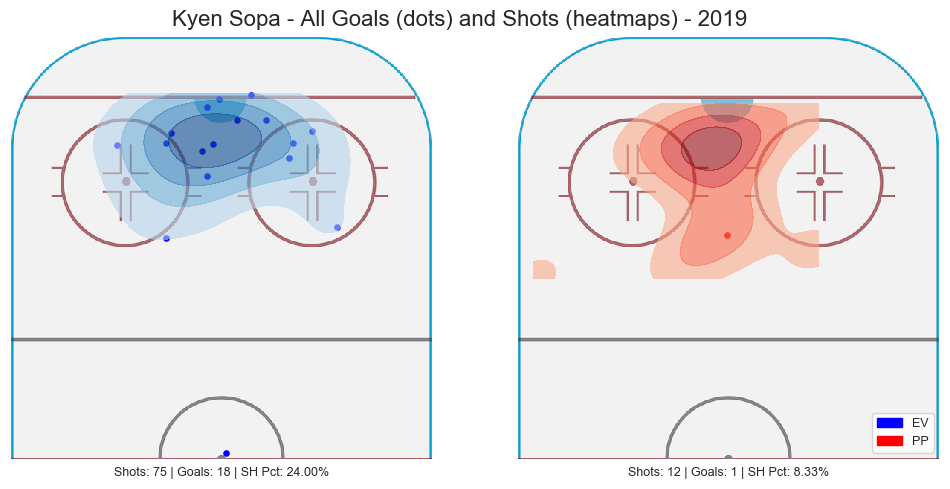 Kyen Sopa - All Goals (dots) and Shots (heatmaps) - 2019
EV
PP
Shots: 75 | Goals: 18 | SH Pct: 24.00%
Shots: 12 | Goals: 1 | SH Pct: 8.33%